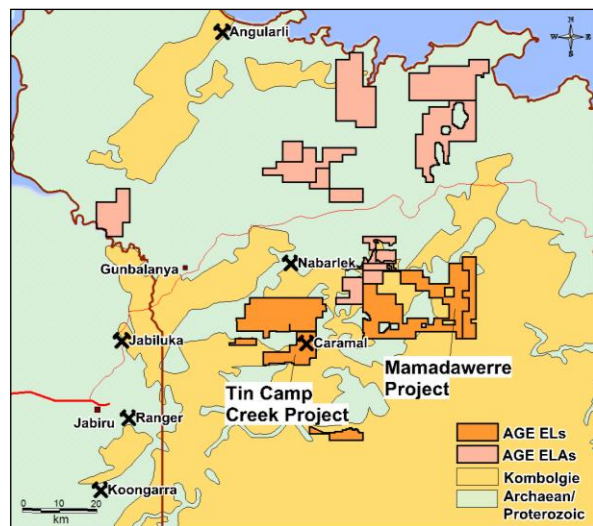 Angularli
N
W E
S
Gunbalanya
Nabarlek
Jabiluka
Caramal
Tin Camp
Creek Project
Mamadawerre
Project
Jabiru
Ranger
Koongarra
0 10 20
km
AGE ELs
AGE ELAs
Kombolgie
Archaean/
Proterozoic